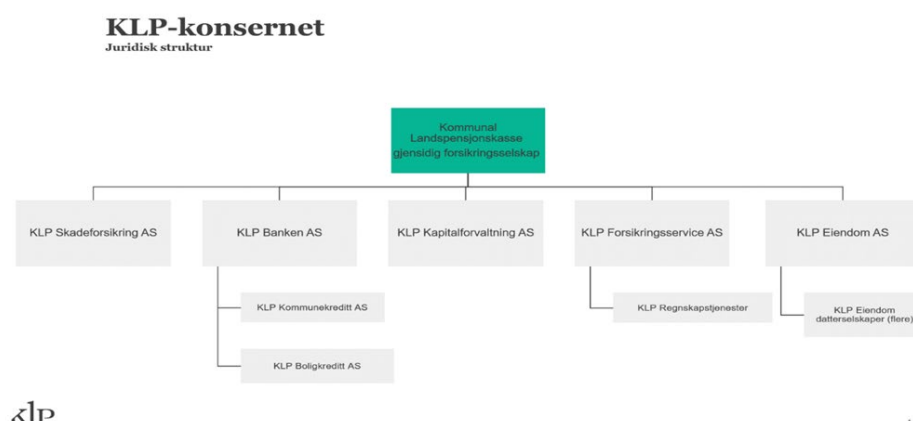 KLP-konsernet
Juridisk struktur
Kommunal
Landspensjonskasse
gjensidig forsikringsselskap
KLP Skadeforsikring AS
KLP Banken AS
KLP Kapitalforvaltning AS
KLP Forsikringsservice AS
KLP Eiendom AS
KLP Kommunekreditt AS
KLP Regnskapstjenester
KLP Eiendom
datterselskaper (flere)
KLP Boligkreditt AS
klp